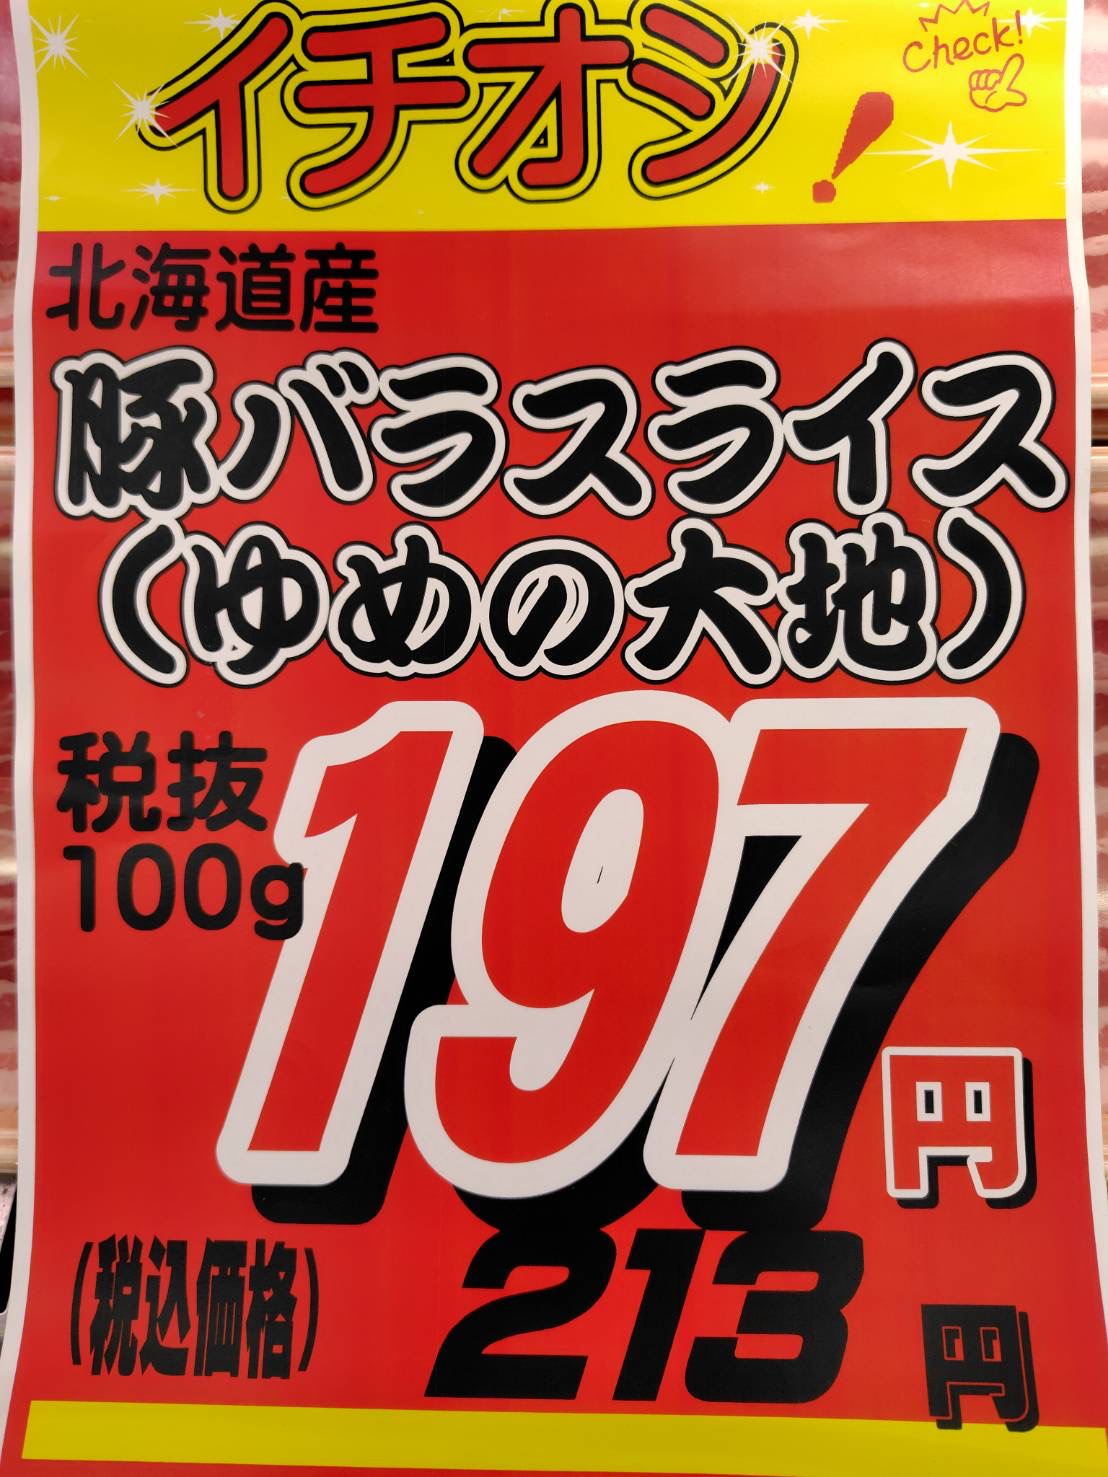 イチオシ!
Check!
北海道産
豚バラスライス
(ゆめの大地)
税抜
100g
197円
(税込価格)
213円